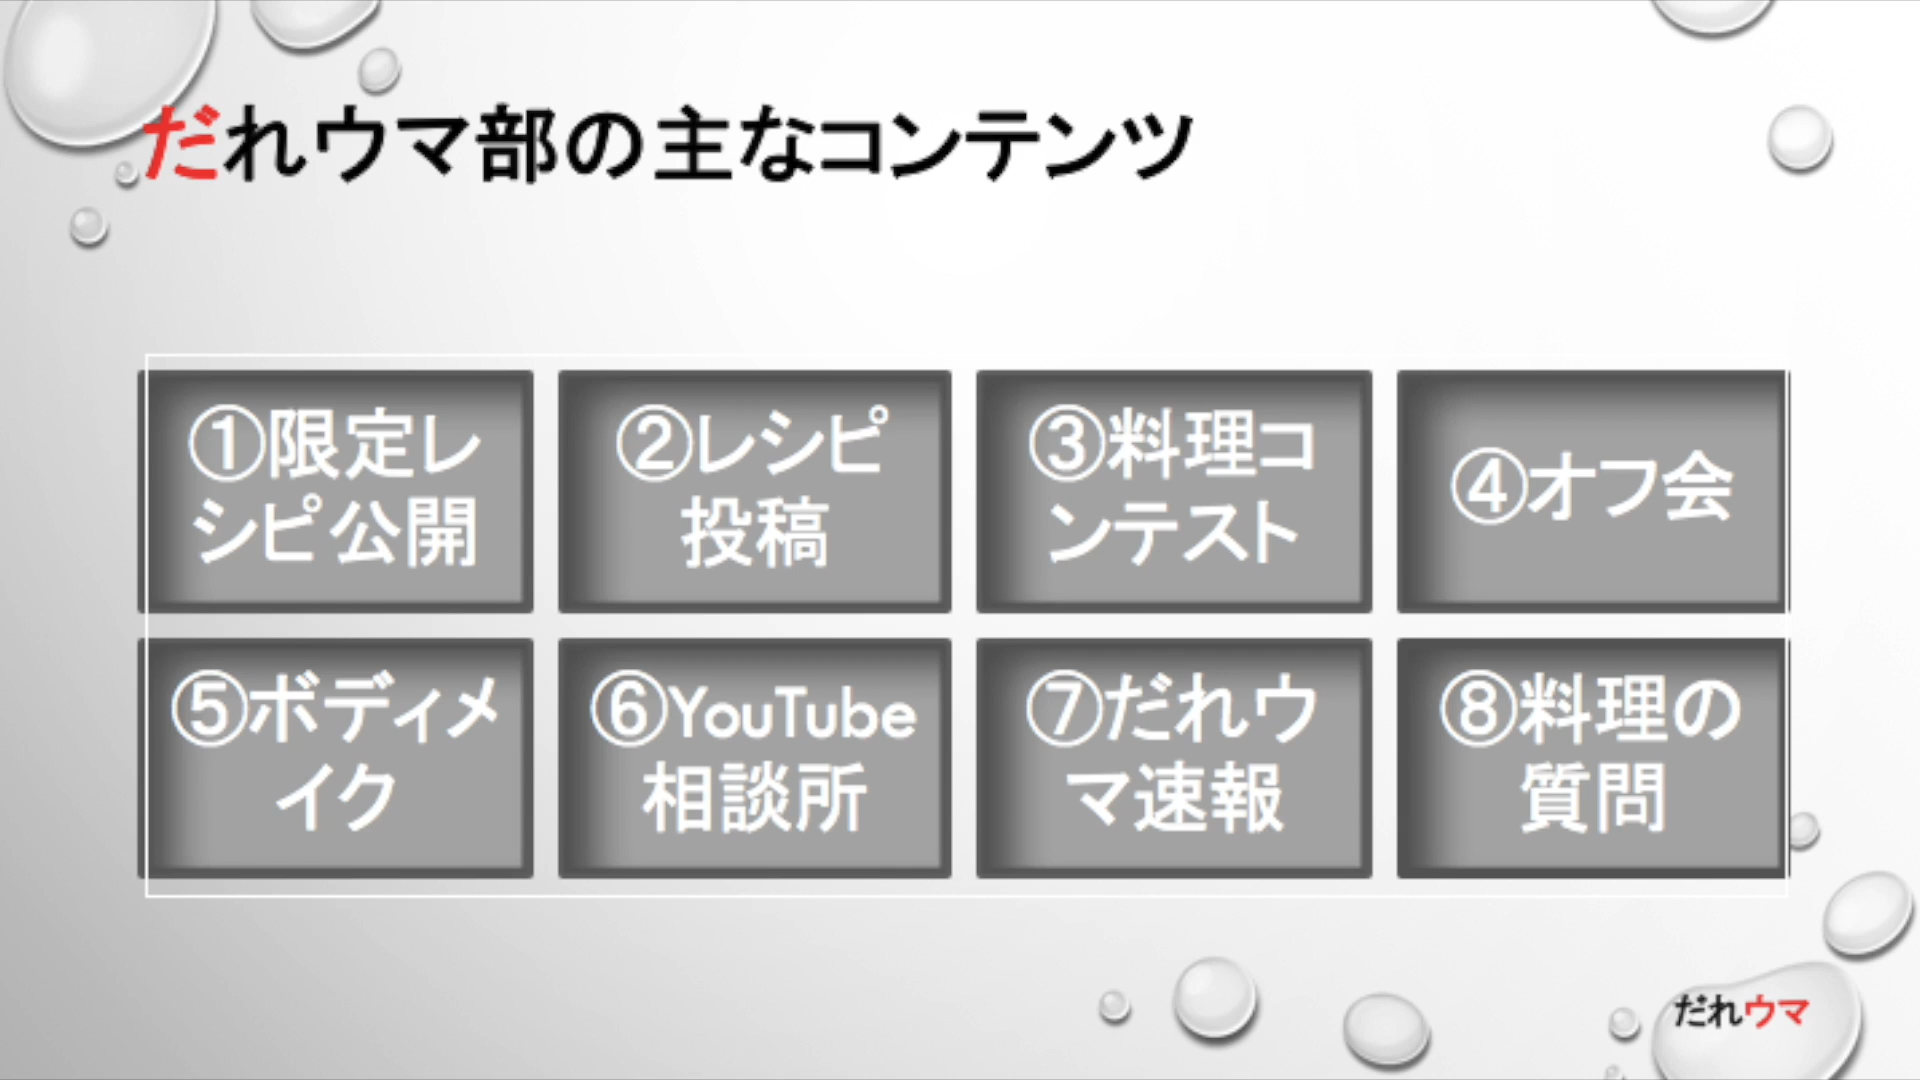 だれウマ部の主なコンテンツ
①限定レ
シピ公開
②レシピ
投稿
③料理コ
ンテスト
④オフ会
⑤ボディメ
イク
⑥YouTube
相談所
⑦だれウ
マ速報
⑧料理の
質問
だれウマ